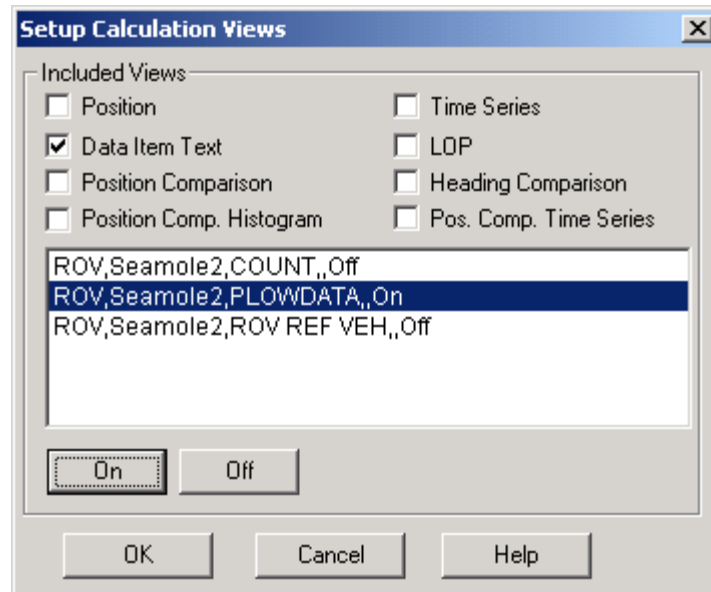 Setup Calculation Views
Included Views
Position
Time Series
Data Item Text
LOP
Position Comparison
Heading Comparison
Position Comp. Histogram
Pos. Comp. Time Series
ROV,Seamole2,COUNT,,Off
ROV,Seamole2,PLOWDATA,,On
ROV,Seamole2,ROV REF VEH,,Off
On
Off
OK
Cancel
Help